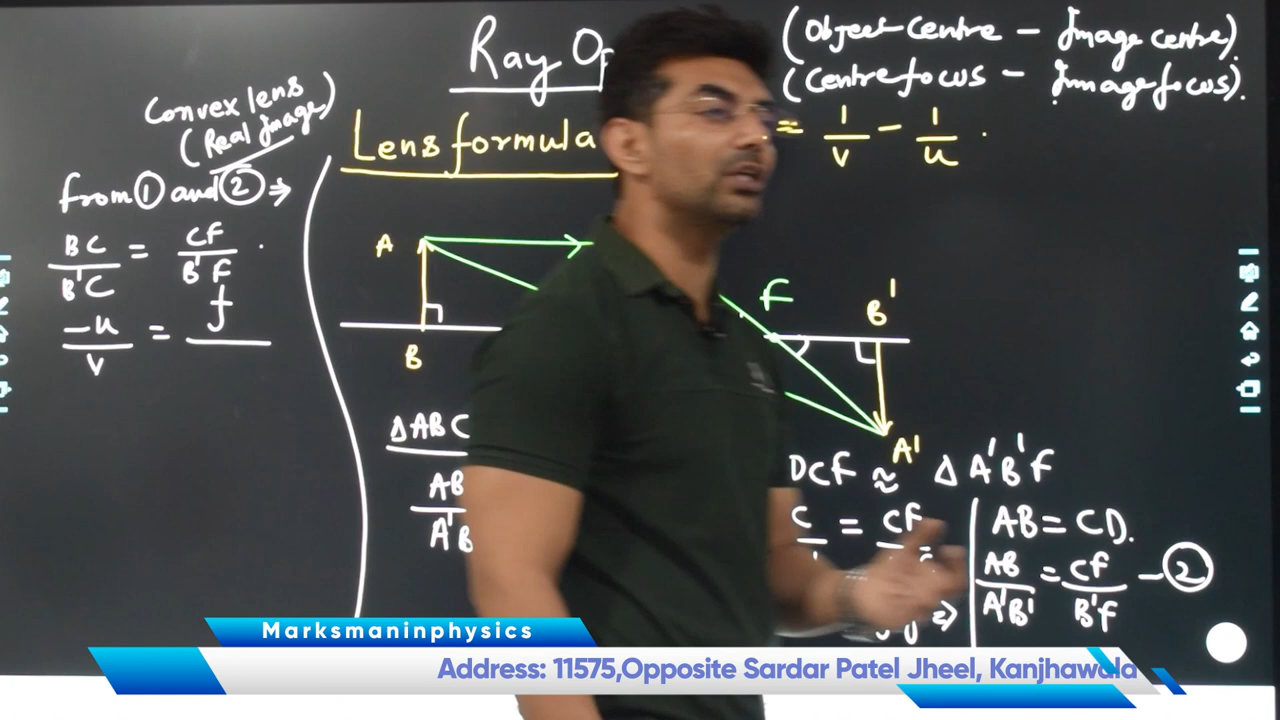 Ray Op
(Object centre - Image centre).
(Centre focus - Image focus).
Convex lens
(Real Image)
Lens formula
= 1/v - 1/u .
from ① and ② ⇒
BC/B'C = CF/B'F .
-u/v = f/
A
B
F
B'
A'
ΔABC
AB
A'B
DCF ≈ Δ A'B'F
C = CF
AB = CD.
AB/A'B' = CF/B'F - ②
Marksmaninphysics
Address: 11575,Opposite Sardar Patel Jheel, Kanjhawala